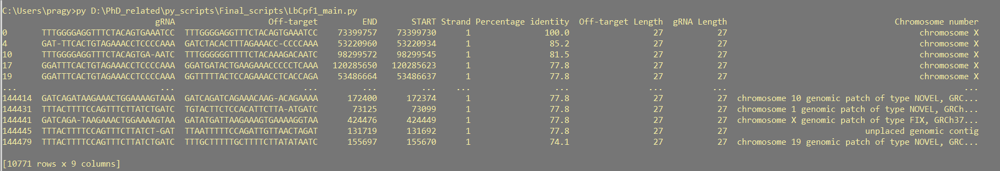 C:\Users\pragy>py D:\PhD_related\py_scripts\Final_scripts\LbCpf1_main.py
gRNA Off-target END START Strand Percentage identity Off-target Length gRNA Length Chromosome number
0 TTTGGGGAGGTTTCTACAGTGAAATCC TTTGGGGAGGTTTCTACAGTGAAATCC 73399757 73399730 1 100.0 27 27 chromosome X
4 GAT-TTCACTGTAGAAACCTCCCCAAA GATCTACACTTTAGAAACC-CCCCAAA 53220960 53220934 1 85.2 27 27 chromosome X
10 TTTGGGGAGGTTTCTACAGTGA-AATC TTTGGGGGGTTTTCTACAAAGACAATC 98299572 98299545 1 81.5 27 27 chromosome X
17 GGATTTCACTGTAGAAACCTCCCCAAA GGATGATACTGAAGAAACCCCCTCAAA 120285650 120285623 1 77.8 27 27 chromosome X
19 GGATTTCACTGTAGAAACCTCCCCAAA GGTTTTTACTCCAGAAACCTCACCAGA 53486664 53486637 1 77.8 27 27 chromosome X
... ... ... ... ... ... ... ... ... ...
144414 GATCAGATAAGAAACTGGAAAAGTAAA GATCAGATCAGAAACAAG-ACAGAAAA 172400 172374 1 77.8 27 27 chromosome 10 genomic patch of type NOVEL, GRC...
144431 TTTACTTTTCCAGTTTCTTATCTGATC TGTACTTCTCCACATTCTTA-ATGATC 73125 73099 1 77.8 27 27 chromosome 1 genomic patch of type NOVEL, GRCh...
144441 GATCAGA-TAAGAAACTGGAAAAGTAA GATATGATTAAGAAAGTGAAAAGGTAA 424476 424449 1 77.8 27 27 chromosome X genomic patch of type FIX, GRCh37...
144445 TTTACTTTTCCAGTTTCTTATCT-GAT TTAATTTTTCCAGATTGTTAACTAGAT 131719 131692 1 77.8 27 27 unplaced genomic contig
144479 TTTACTTTTCCAGTTTCTTATCTGATC TTTGCTTTTTGCTTTTCTTATATAATC 155697 155670 1 74.1 27 27 chromosome 19 genomic patch of type NOVEL, GRC...
[10771 rows x 9 columns]